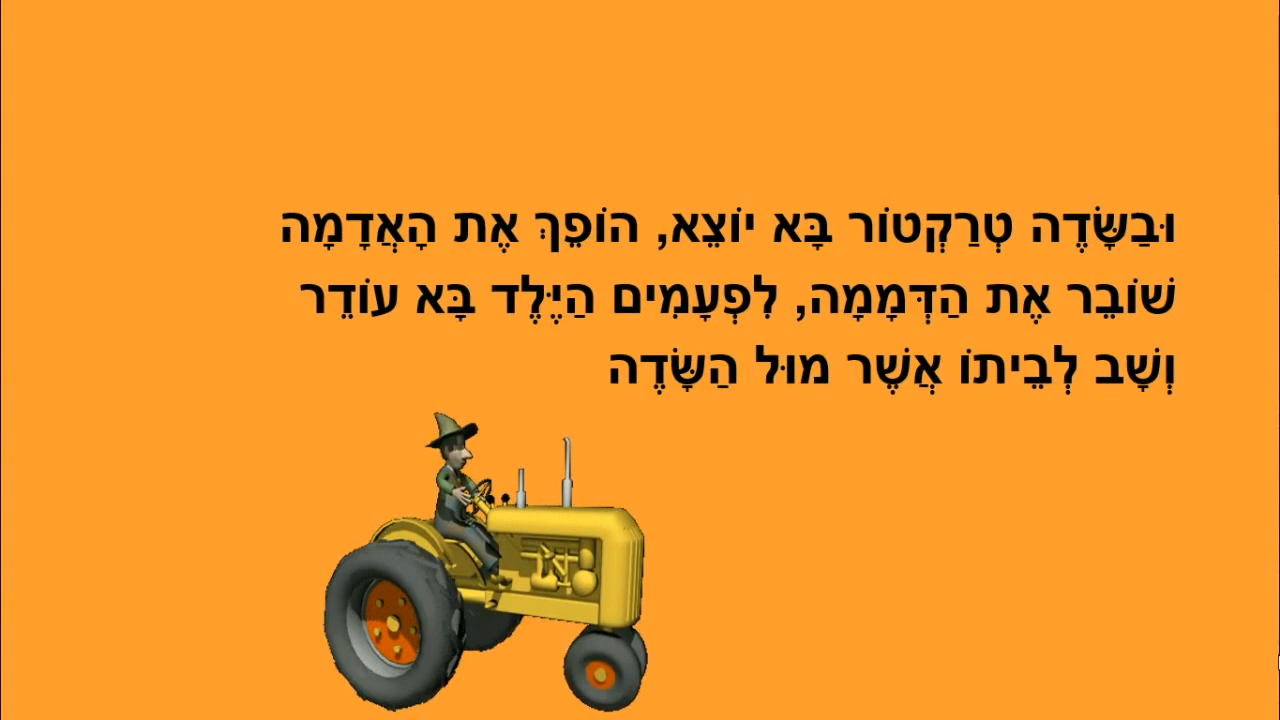 וּבַשָּׂדֶה טְרַקְטוֹר בָּא יוֹצֵא, הוֹפֵךְ אֶת הָאֲדָמָה
שׁוֹבֵר אֶת הַדְּמָמָה, לִפְעָמִים הַיֶּלֶד בָּא עוֹדֵר
וְשָׁב לְבֵיתוֹ אֲשֶׁר מוּל הַשָּׂדֶה